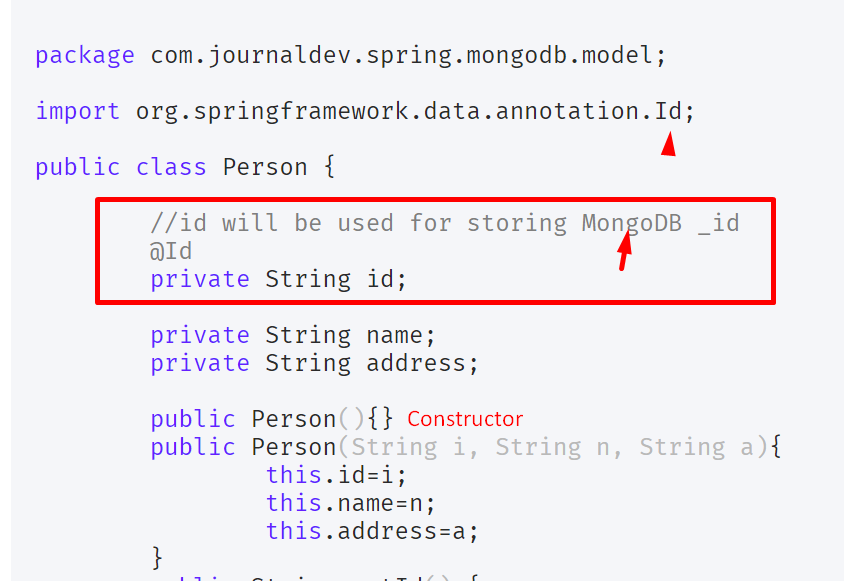 package com.journaldev.spring.mongodb.model;
import org.springframework.data.annotation.Id;
public class Person {
//id will be used for storing MongoDB _id
@Id
private String id;
private String name;
private String address;
public Person(){} Constructor
public Person(String i, String n, String a){
this.id=i;
this.name=n;
this.address=a;
}